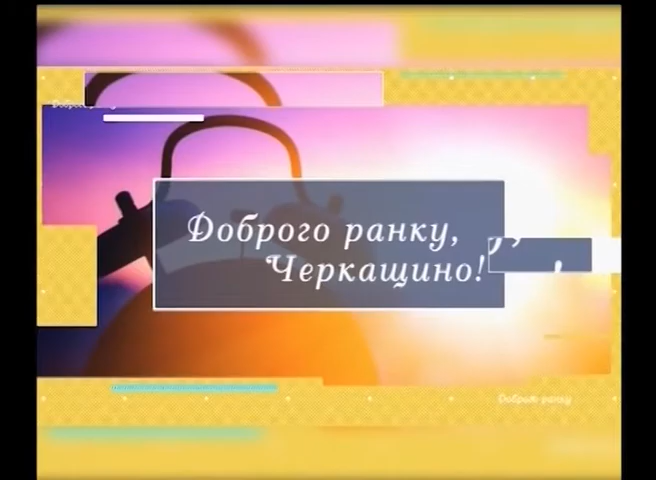 Доброго ранку,
Черкащино!
Доброго ранку